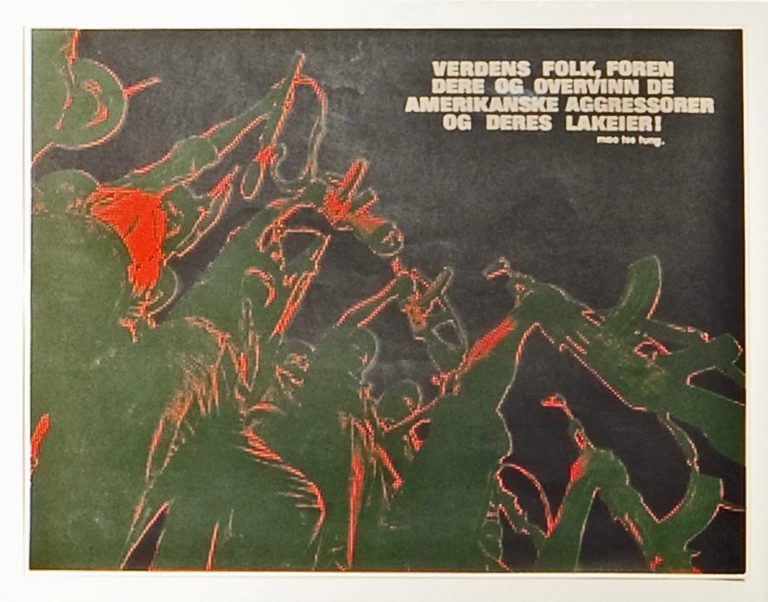 VERDENS FOLK, FOREN
DERE OG OVERVINN DE
AMERIKANSKE AGGRESSORER
OG DERES LAKEIER!
mao tse tung.